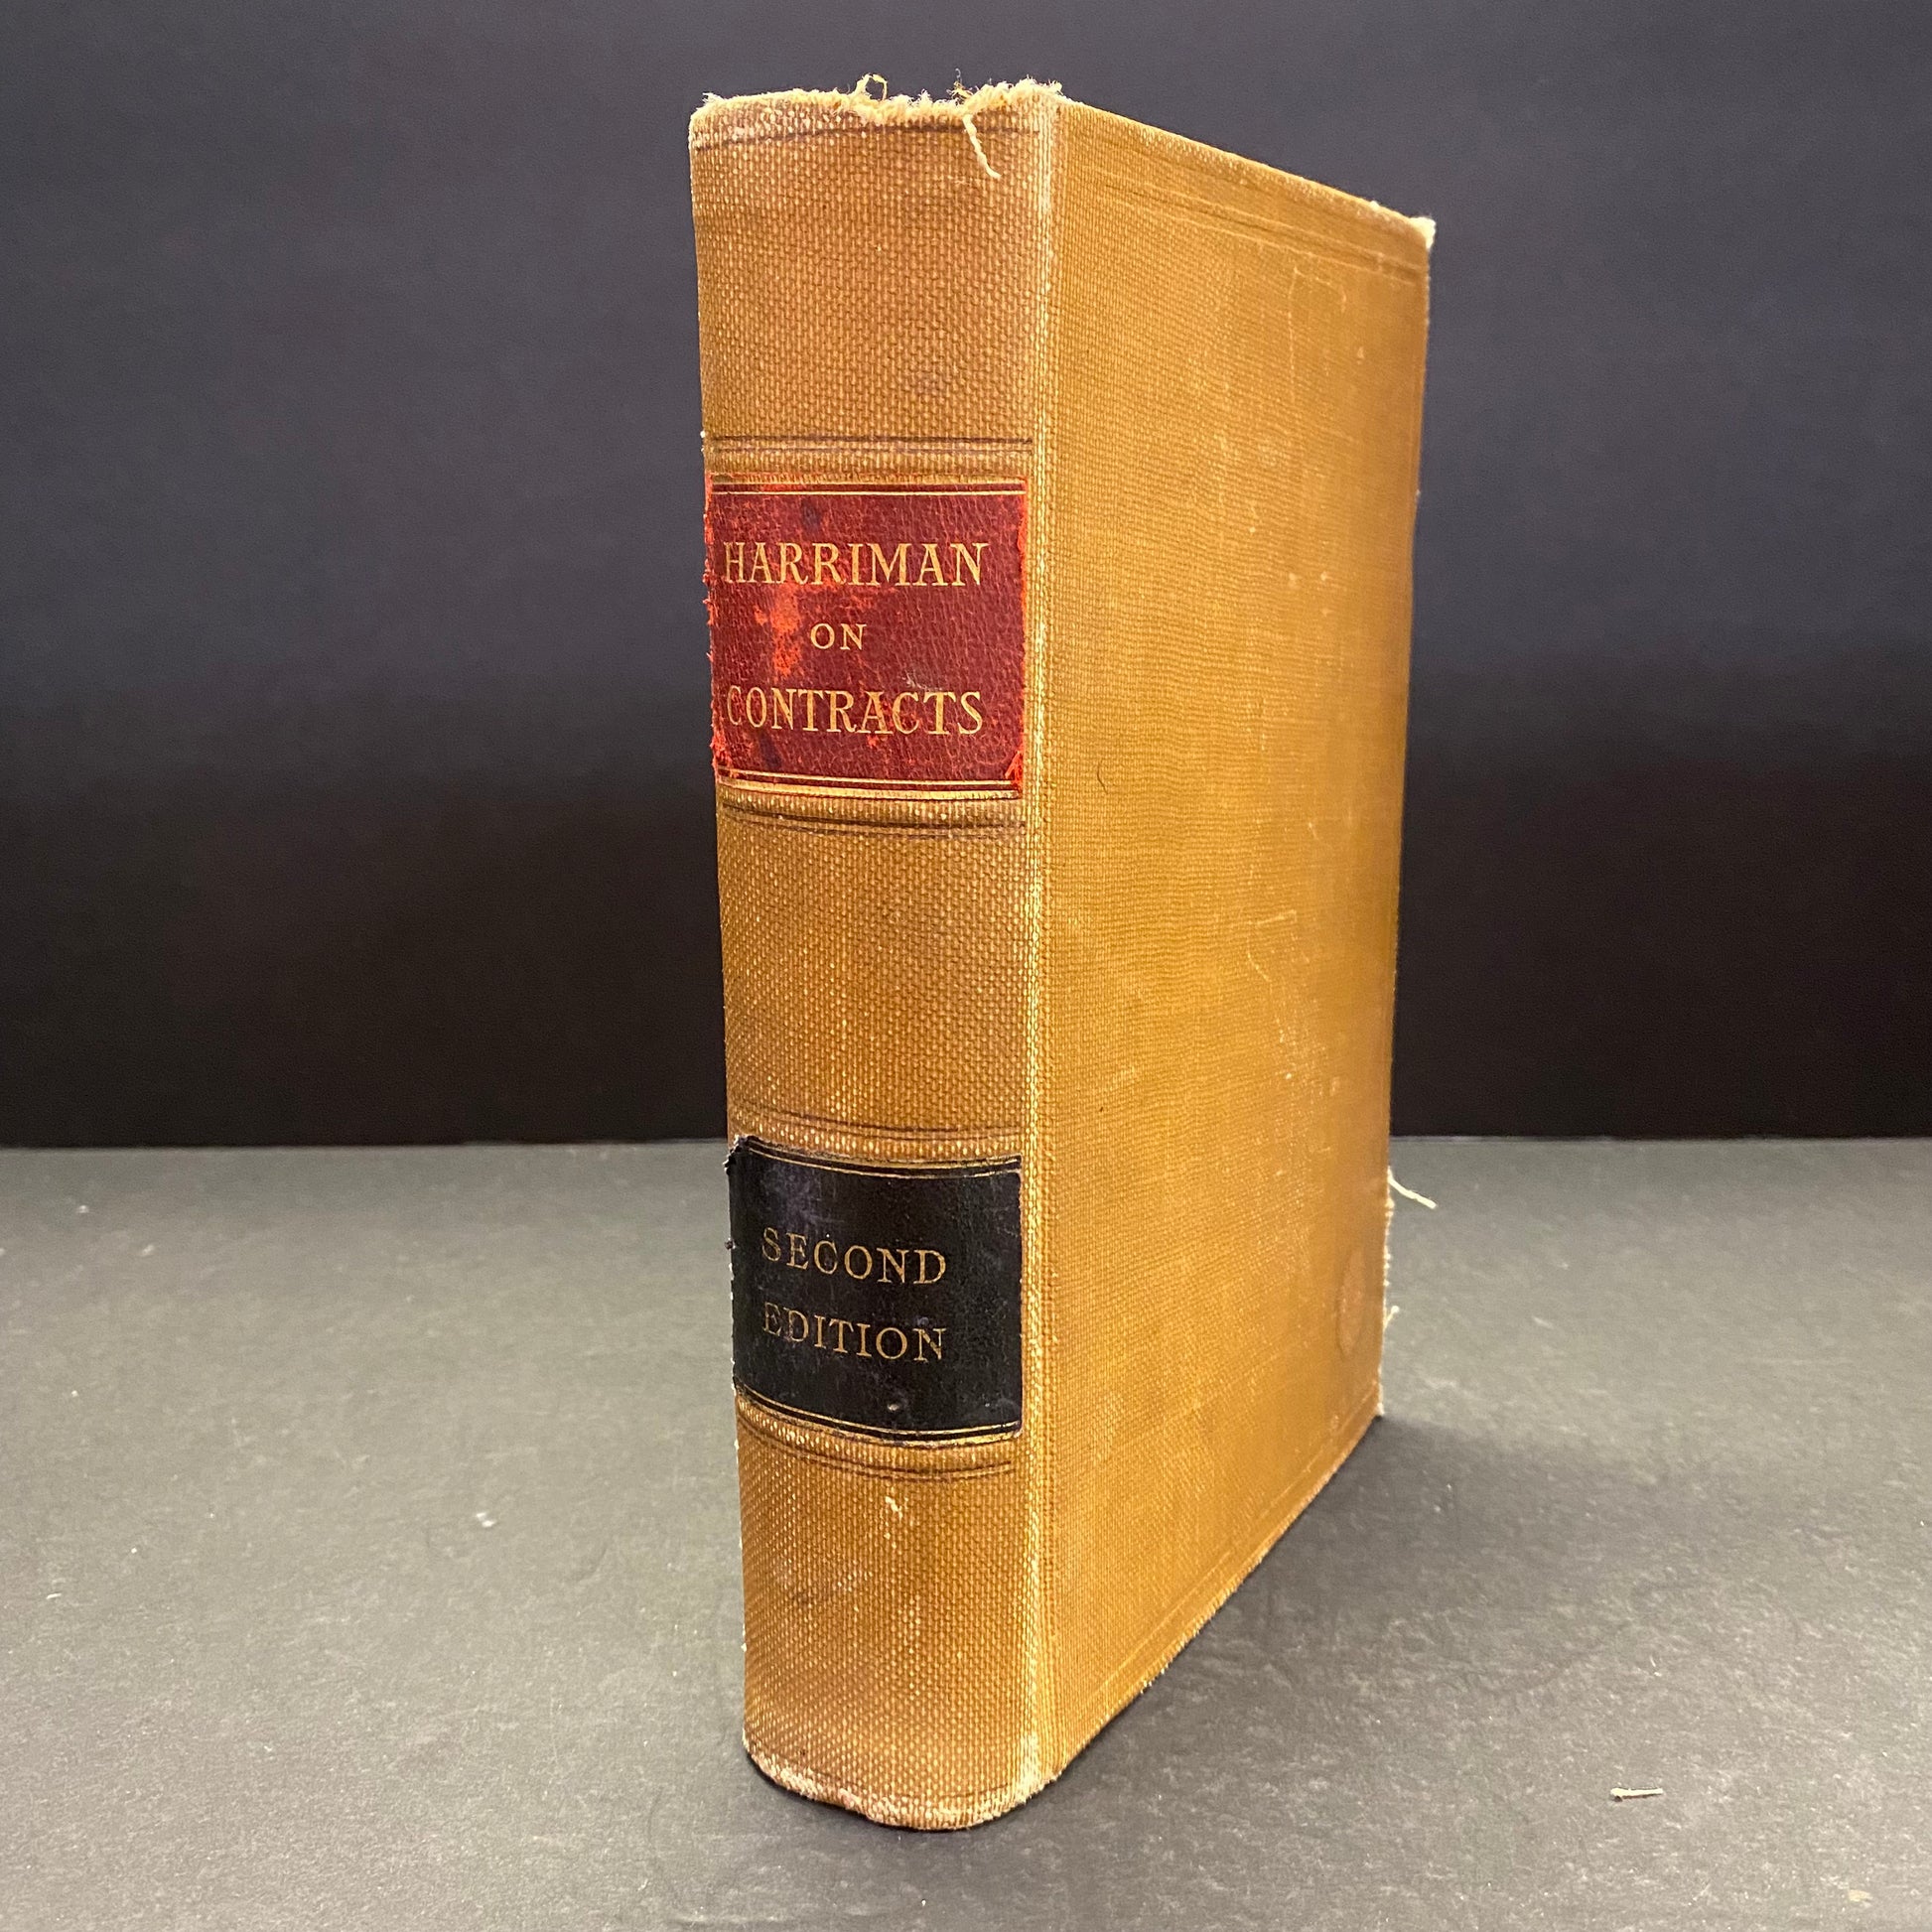 HARRIMAN
ON
CONTRACTS
SECOND
EDITION